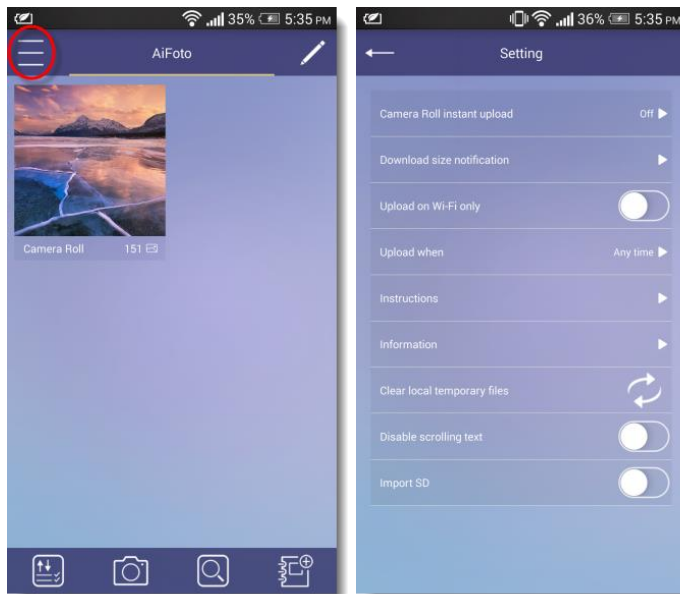 35% 5:35 PM
AiFoto
Camera Roll 151
36% 5:35 PM
Setting
Camera Roll instant upload Off
Download size notification
Upload on Wi-Fi only
Upload when Any time
Instructions
Information
Clear local temporary files
Disable scrolling text
Import SD